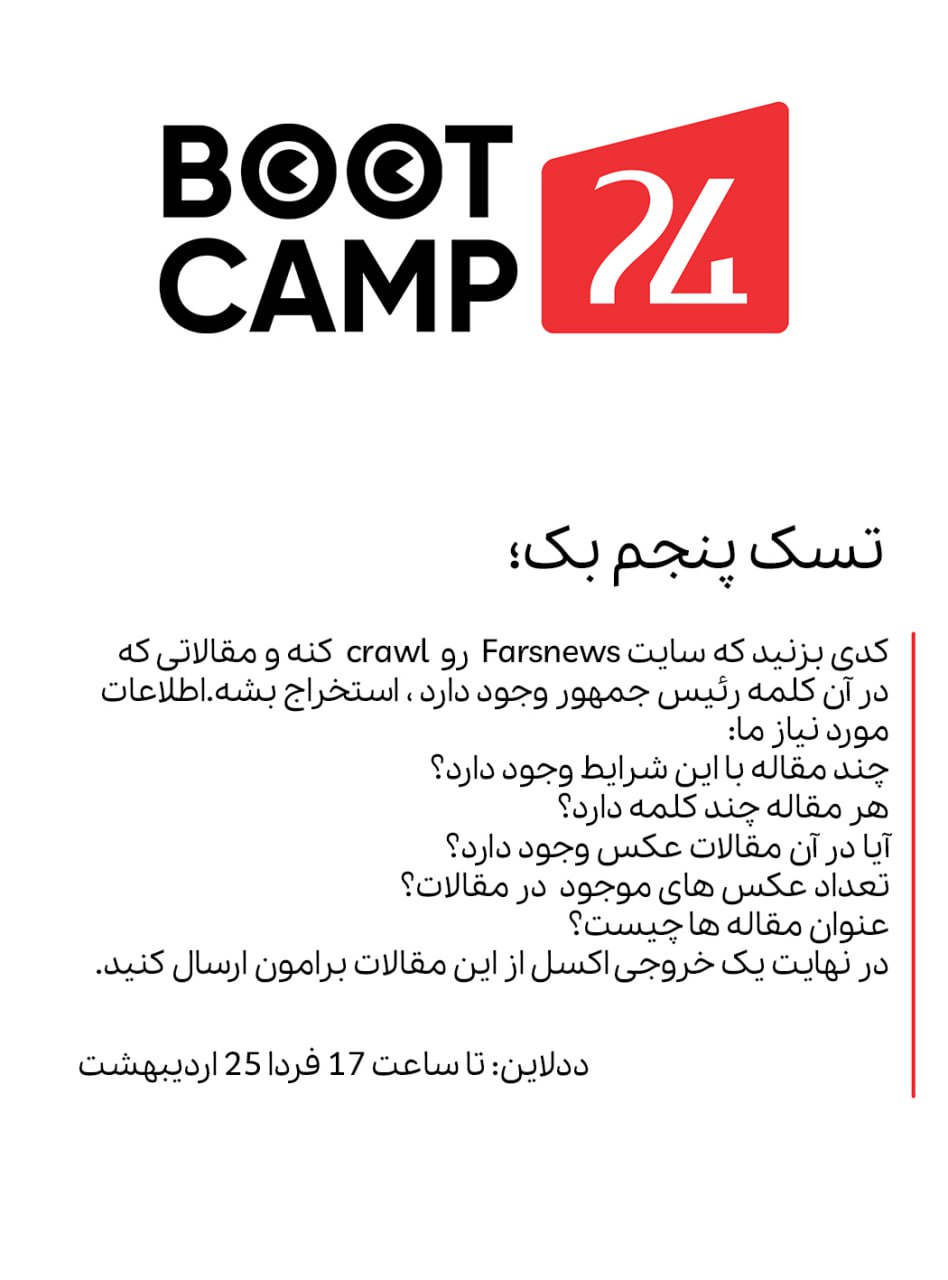 BOOT
CAMP
24
تسک پنجم بک؛
کدی بزنید که سایت Farsnews رو crawl کنه و مقالاتی که
در آن کلمه رئیس جمهور وجود دارد ، استخراج بشه.اطلاعات
مورد نیاز ما:
چند مقاله با این شرایط وجود دارد؟
هر مقاله چند کلمه دارد؟
آیا در آن مقالات عکس وجود دارد؟
تعداد عکس های موجود در مقالات؟
عنوان مقاله ها چیست؟
در نهایت یک خروجی اکسل از این مقالات برامون ارسال کنید.
ددلاین: تا ساعت 17 فردا 25 اردیبهشت